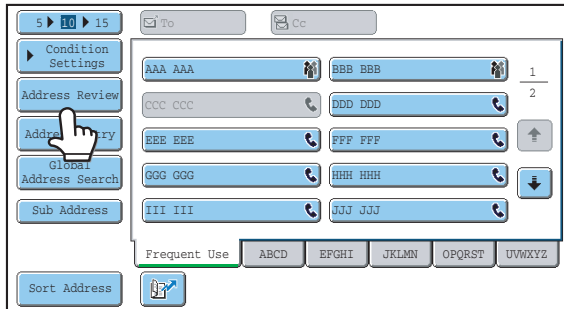 5 10 15
To
Cc
Condition
Settings
Address Review
Global
Address Search
Sub Address
Sort Address
AAA AAA
BBB BBB
CCC CCC
DDD DDD
EEE EEE
FFF FFF
GGG GGG
HHH HHH
III III
JJJ JJJ
1
2
Frequent Use
ABCD
EFGHI
JKLMN
OPQRST
UVWXYZ